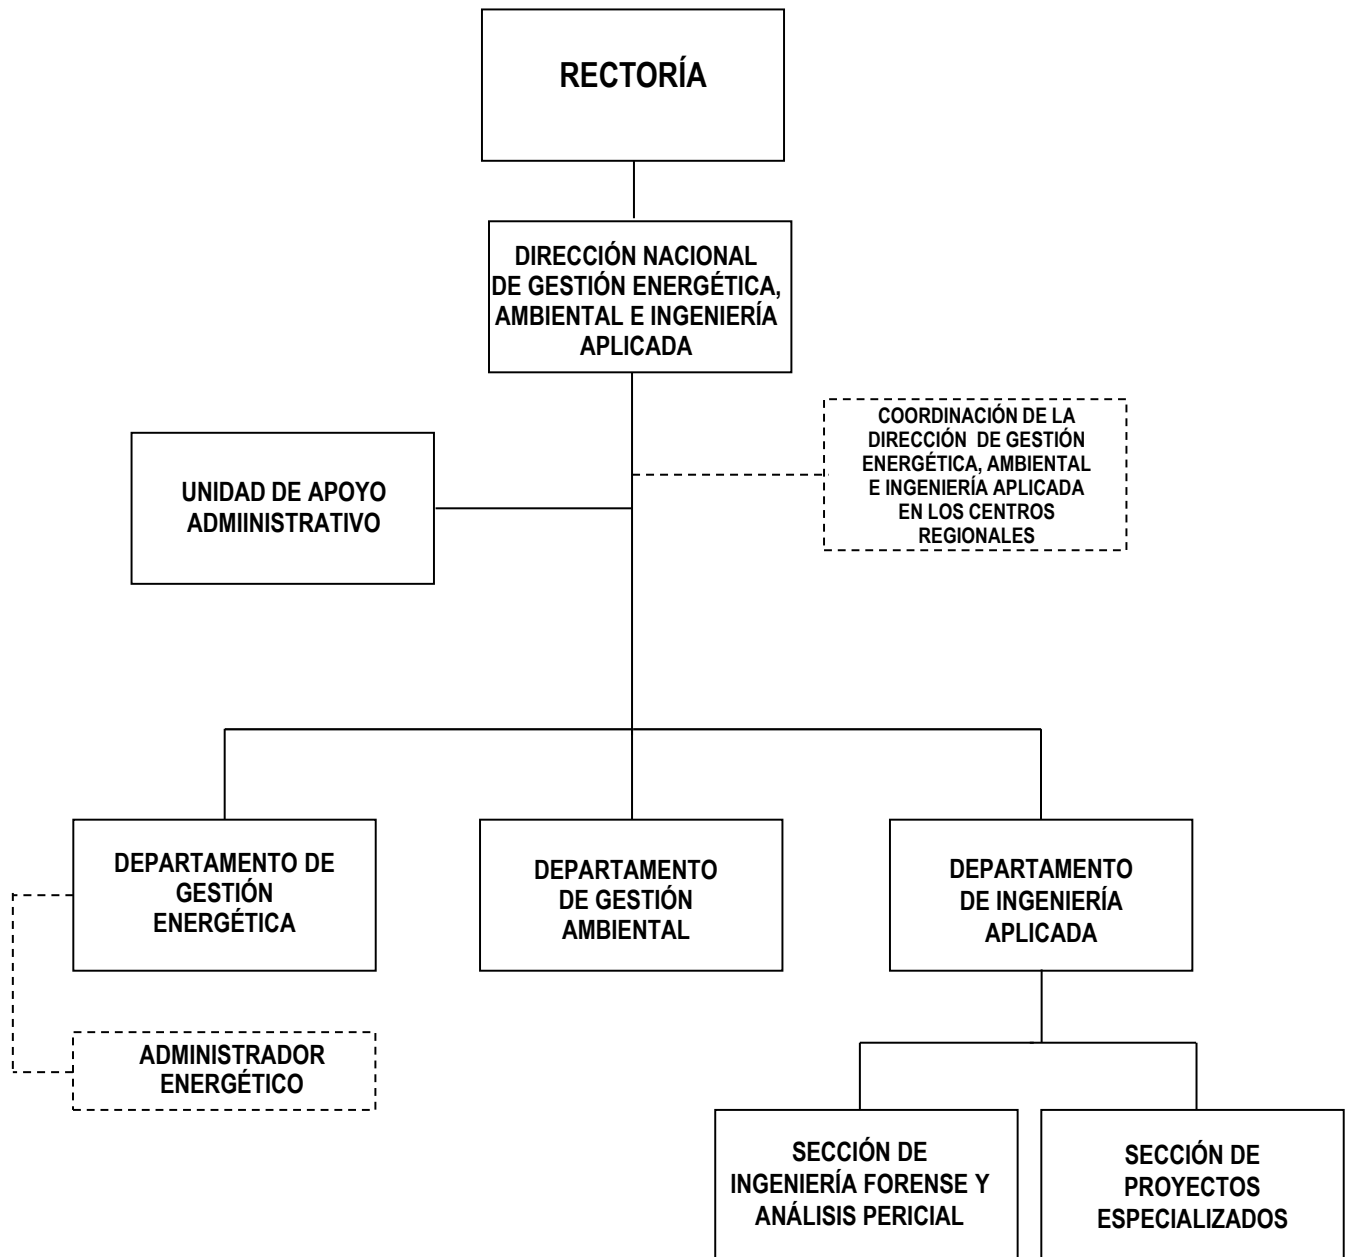 RECTORÍA
DIRECCIÓN NACIONAL
DE GESTIÓN ENERGÉTICA,
AMBIENTAL E INGENIERÍA
APLICADA
COORDINACIÓN DE LA
DIRECCIÓN DE GESTIÓN
ENERGÉTICA, AMBIENTAL
E INGENIERÍA APLICADA
EN LOS CENTROS
REGIONALES
UNIDAD DE APOYO
ADMIINISTRATIVO
DEPARTAMENTO DE
GESTIÓN
ENERGÉTICA
DEPARTAMENTO
DE GESTIÓN
AMBIENTAL
DEPARTAMENTO
DE INGENIERÍA
APLICADA
ADMINISTRADOR
ENERGÉTICO
SECCIÓN DE
INGENIERÍA FORENSE Y
ANÁLISIS PERICIAL
SECCIÓN DE
PROYECTOS
ESPECIALIZADOS